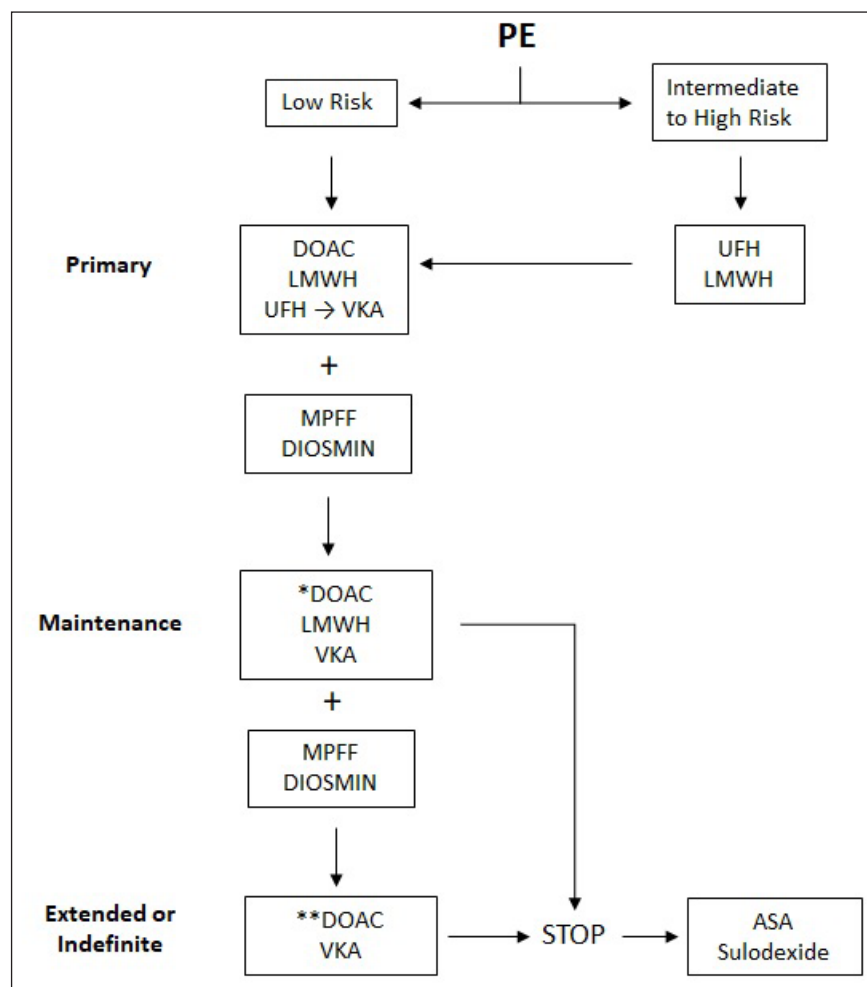 PE
Low Risk
Intermediate
to High Risk
Primary
DOAC
LMWH
UFH → VKA
UFH
LMWH
+
MPFF
DIOSMIN
Maintenance
*DOAC
LMWH
VKA
+
MPFF
DIOSMIN
Extended or
Indefinite
**DOAC
VKA
STOP
ASA
Sulodexide